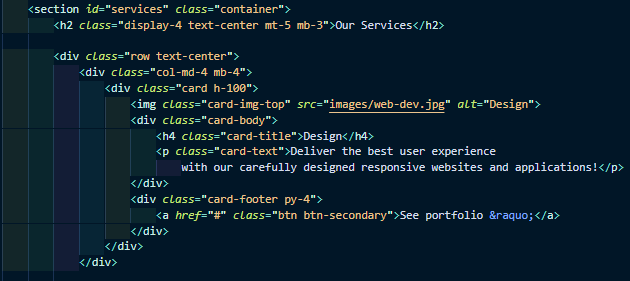 <section id="services" class="container">
<h2 class="display-4 text-center mt-5 mb-3">Our Services</h2>
<div class="row text-center">
<div class="col-md-4 mb-4">
<div class="card h-100">
<img class="card-img-top" src="images/web-dev.jpg" alt="Design">
<div class="card-body">
<h4 class="card-title">Design</h4>
<p class="card-text">Deliver the best user experience
with our carefully designed responsive websites and applications!</p>
</div>
<div class="card-footer py-4">
<a href="#" class="btn btn-secondary">See portfolio &raquo;</a>
</div>
</div>
</div>